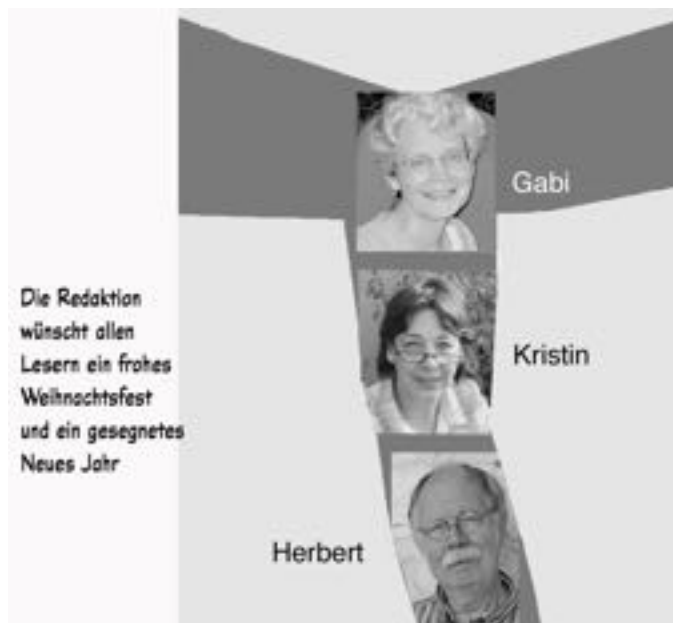 Gabi
Die Redaktion
wünscht allen
Lesern ein frohes
Weihnachtsfest
und ein gesegnetes
Neues Jahr
Kristin
Herbert